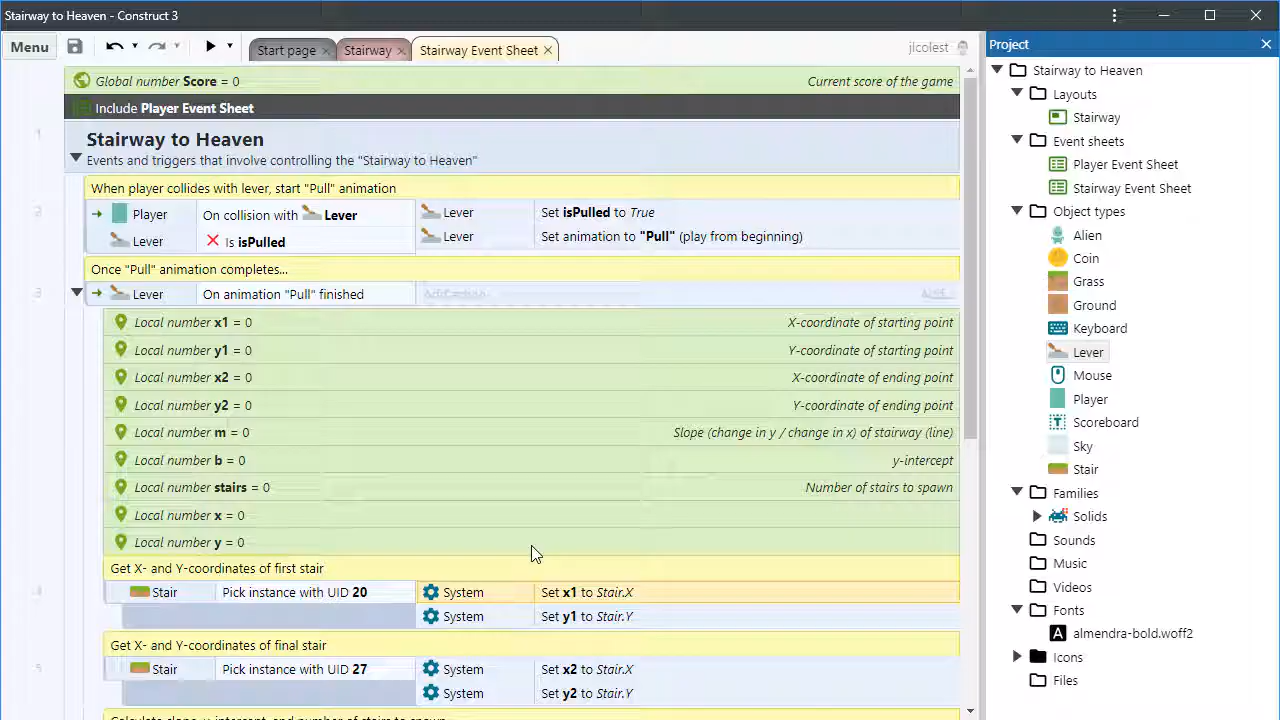 Stairway to Heaven - Construct 3
Menu
Start page
Stairway
Stairway Event Sheet
jlcolest
Project
Global number Score = 0
Current score of the game
Include Player Event Sheet
1
Stairway to Heaven
Events and triggers that involve controlling the "Stairway to Heaven"
When player collides with lever, start "Pull" animation
2
Player On collision with Lever
Lever Set isPulled to True
Lever Is isPulled
Lever Set animation to "Pull" (play from beginning)
Once "Pull" animation completes...
3
Lever On animation "Pull" finished
Local number x1 = 0
X-coordinate of starting point
Local number y1 = 0
Y-coordinate of starting point
Local number x2 = 0
X-coordinate of ending point
Local number y2 = 0
Y-coordinate of ending point
Local number m = 0
Slope (change in y / change in x) of stairway (line)
Local number b = 0
y-intercept
Local number stairs = 0
Number of stairs to spawn
Local number x = 0
Local number y = 0
Get X- and Y-coordinates of first stair
4
Stair Pick instance with UID 20
System Set x1 to Stair.X
System Set y1 to Stair.Y
Get X- and Y-coordinates of final stair
5
Stair Pick instance with UID 27
System Set x2 to Stair.X
System Set y2 to Stair.Y
Stairway to Heaven
Layouts
Stairway
Event sheets
Player Event Sheet
Stairway Event Sheet
Object types
Alien
Coin
Grass
Ground
Keyboard
Lever
Mouse
Player
Scoreboard
Sky
Stair
Families
Solids
Sounds
Music
Videos
Fonts
almendra-bold.woff2
Icons
Files